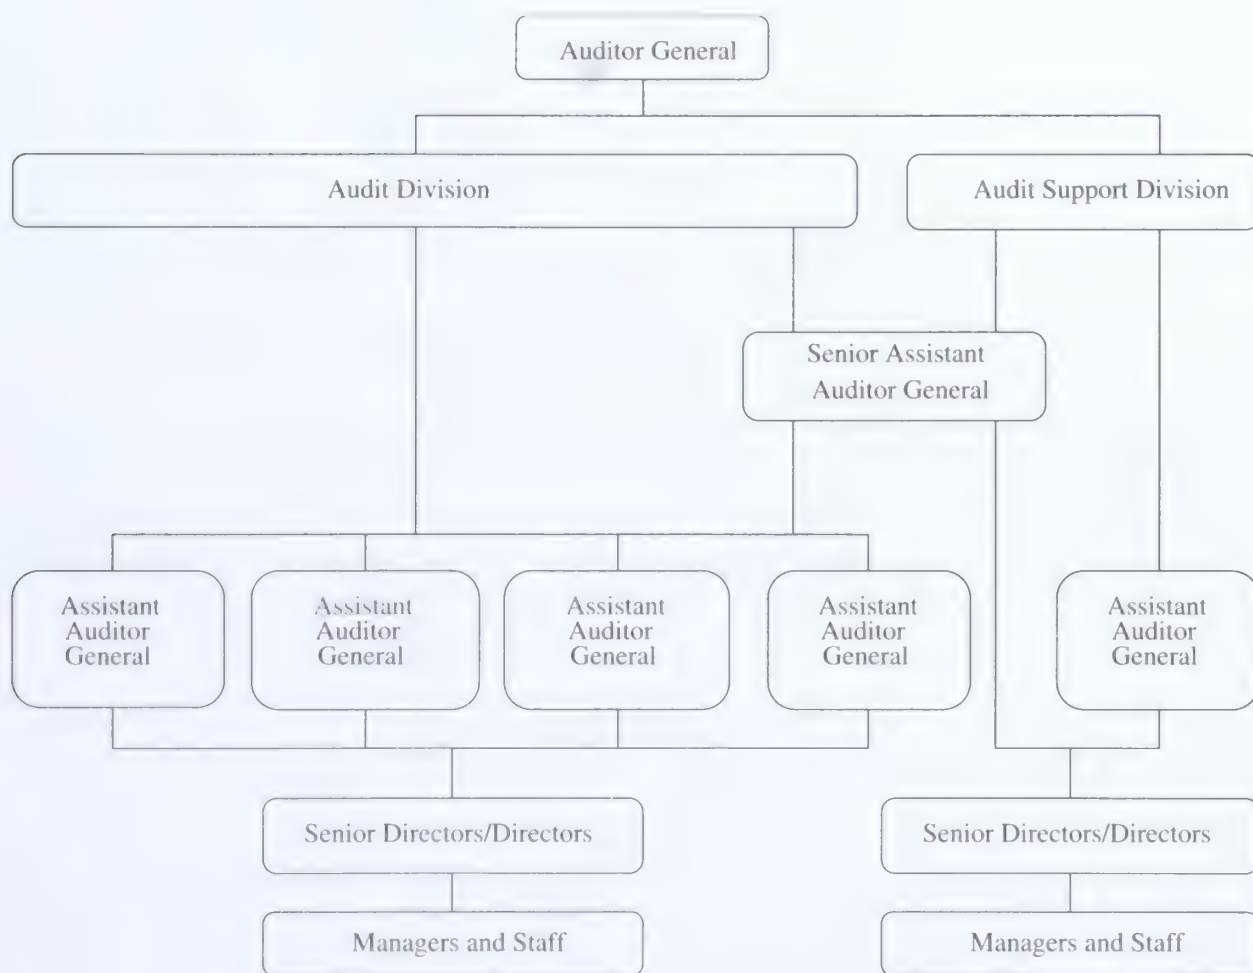 Auditor General
Audit Division
Audit Support Division
Senior Assistant
Auditor General
Assistant
Auditor
General
Assistant
Auditor
General
Assistant
Auditor
General
Assistant
Auditor
General
Assistant
Auditor
General
Senior Directors/Directors
Senior Directors/Directors
Managers and Staff
Managers and Staff